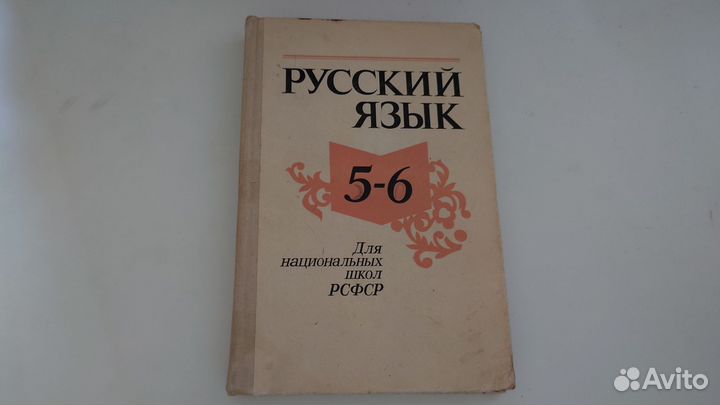 РУССКИЙ
ЯЗЫК
5-6
Для
национальных
школ
РСФСР
Avito